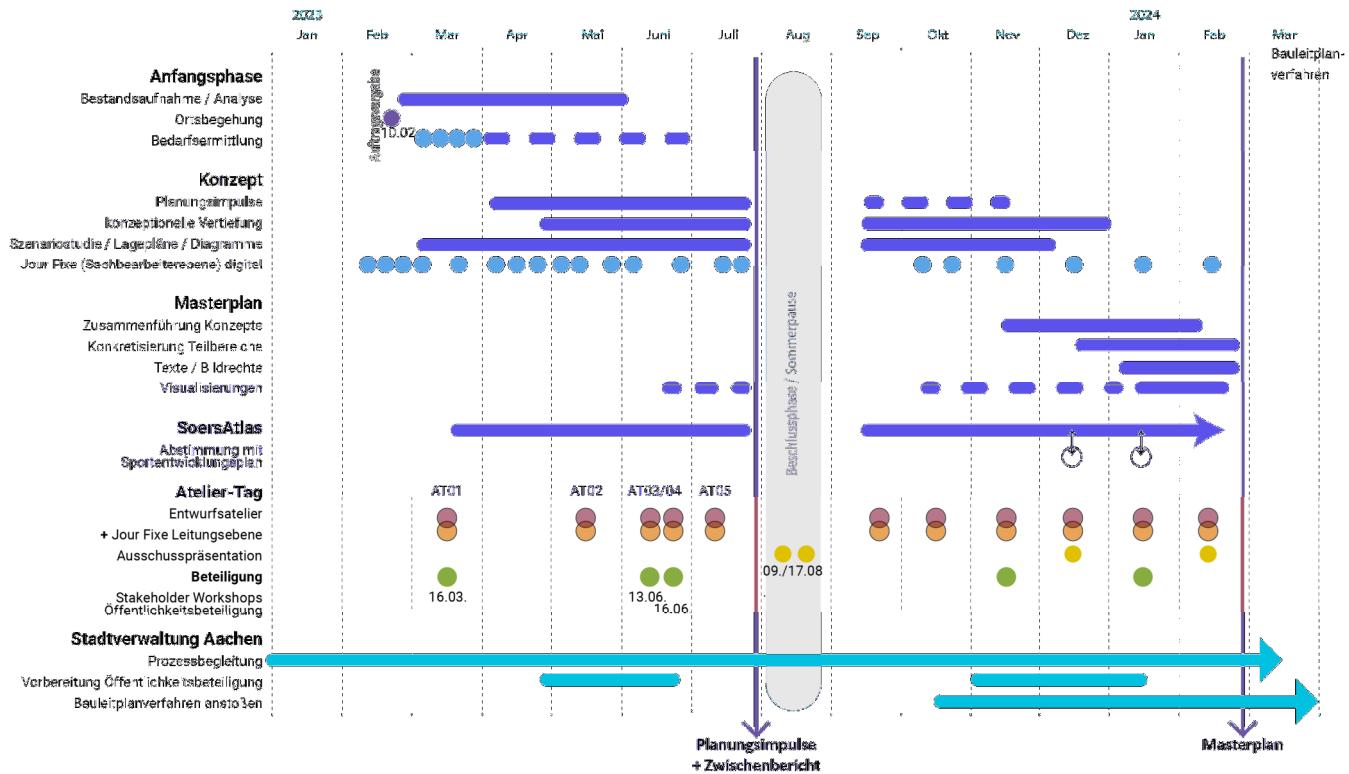 2023
2024
Jan
Feb
Mar
Apr
Mai
Juni
Juli
Aug
Sep
Okt
Nov
Dez
Jan
Feb
Mar
Bauleitplan-
verfahren
Auftragsvergabe
Anfangsphase
Bestandsaufnahme / Analyse
Ortsbegehung
10.02
Bedarfsermittlung
Konzept
Planungsimpulse
konzeptionelle Vertiefung
Szenariostudie / Lagepläne / Diagramme
Jour Fixe (Sachbearbeiterebene) digital
Beschlussphase / Sommerpause
Masterplan
Zusammenführung Konzepte
Konkretisierung Teilbereiche
Texte / Bildrechte
Visualisierungen
SoersAtlas
Abstimmung mit
Sportentwicklungsplan
Atelier-Tag
AT01
AT02
AT03/04
AT05
Entwurfsatelier
+ Jour Fixe Leitungsebene
Ausschusspräsentation
09./17.08
Beteiligung
Stakeholder Workshops
16.03.
13.06.
Öffentlichkeitsbeteiligung
16.06
Stadtverwaltung Aachen
Prozessbegleitung
Vorbereitung Öffentlichkeitsbeteiligung
Bauleitplanverfahren anstoßen
Planungsimpulse
+ Zwischenbericht
Masterplan